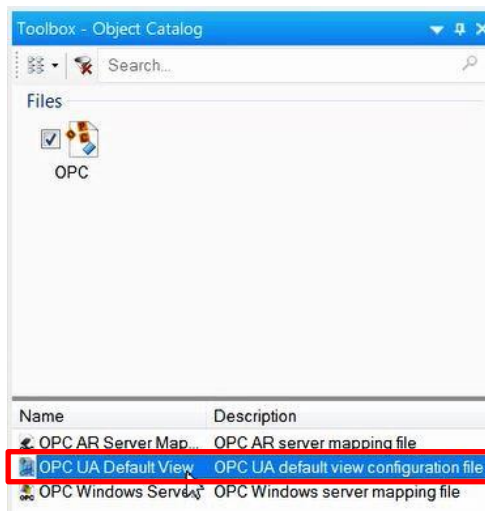 Toolbox - Object Catalog
Search...
Files
OPC
Name Description
OPC AR Server Map... OPC AR server mapping file
OPC UA Default View OPC UA default view configuration file
OPC Windows Server OPC Windows server mapping file